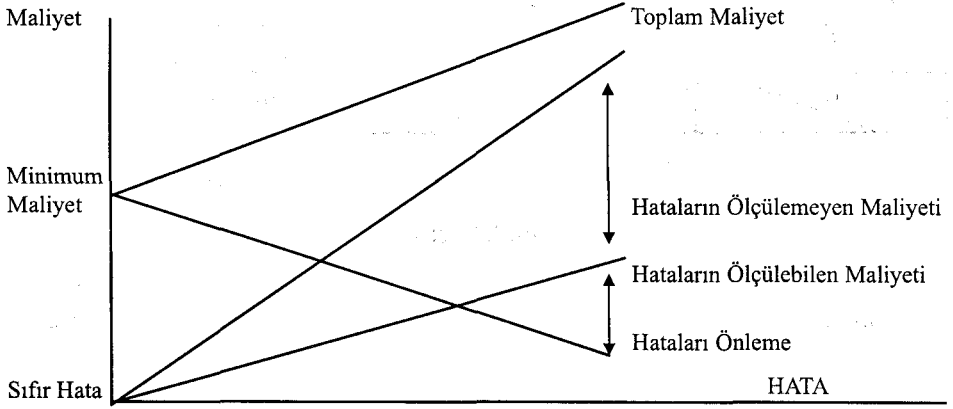 Maliyet
Toplam Maliyet
Minimum
Maliyet
Hataların Ölçülemeyen Maliyeti
Hataların Ölçülebilen Maliyeti
Hataları Önleme
Sıfır Hata
HATA